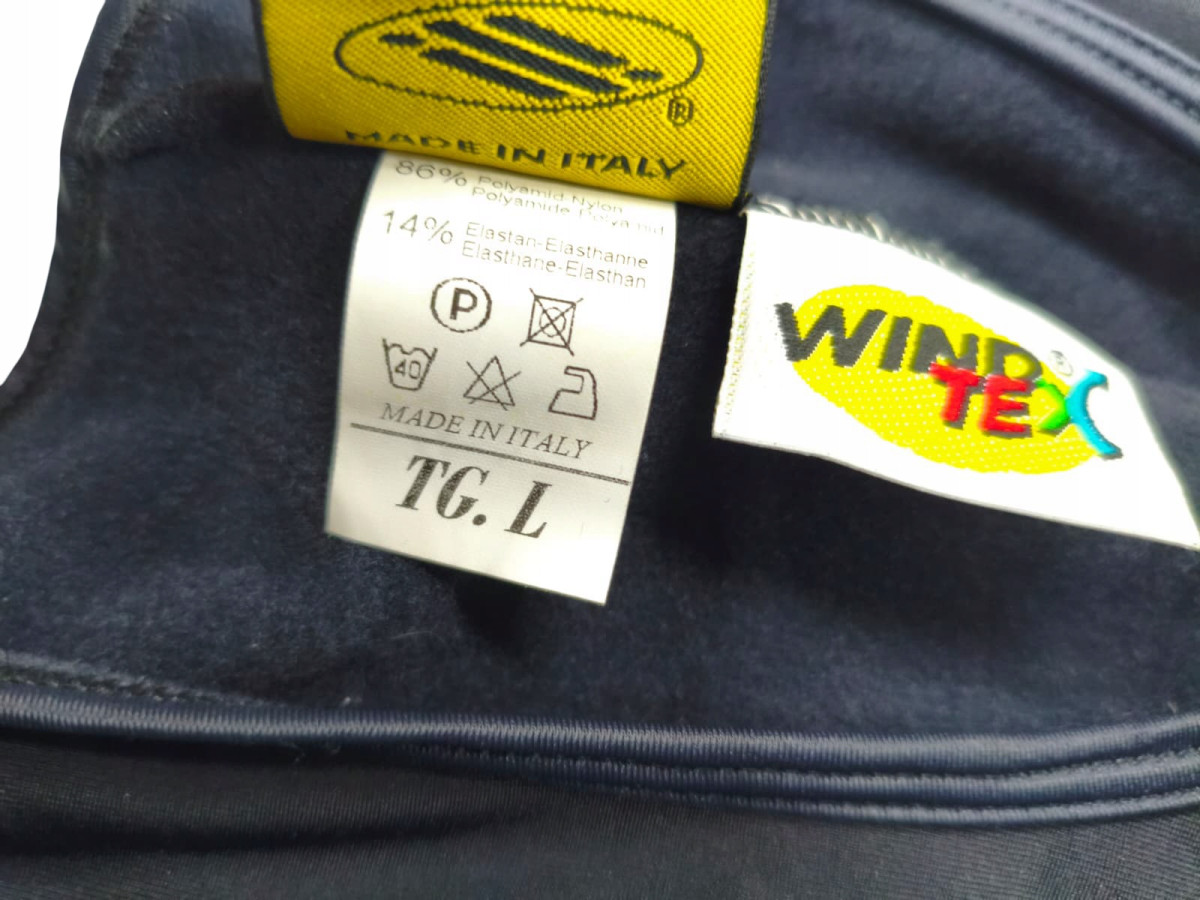 ®
MADE IN ITALY
86% Polyamid-Nylon
Polyamide-Polyamid
14% Elastan-Elasthanne
Elasthane-Elasthan
P
40
MADE IN ITALY
TG. L
WIND®
TEX